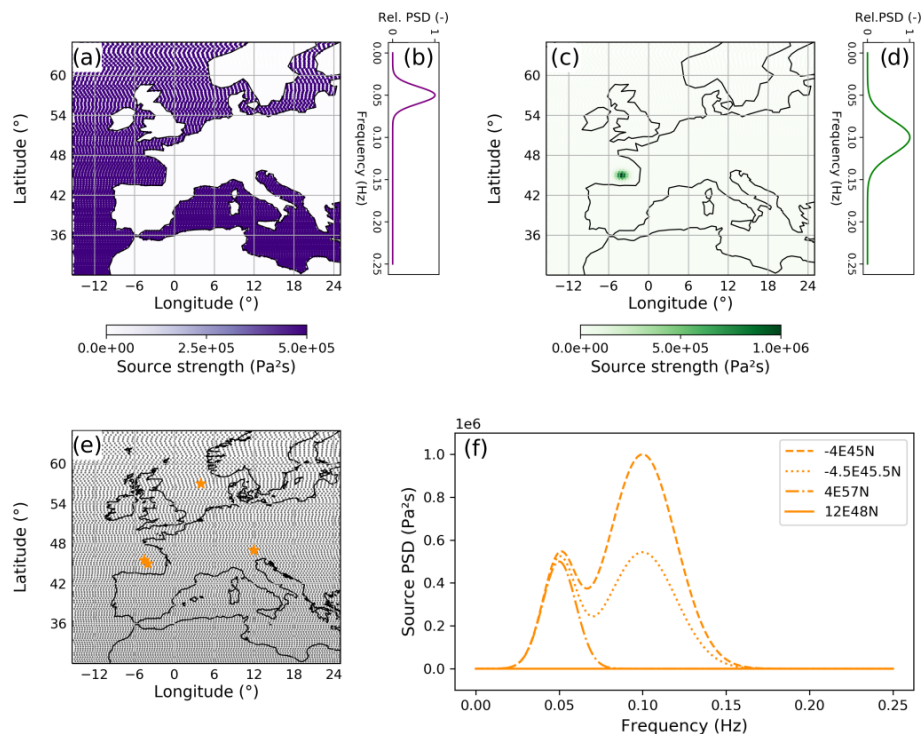 Rel. PSD (-)
0 1
(a)
60
54
48
42
36
Latitude (°)
−12 −6 0 6 12 18 24
Longitude (°)
0.0e+00 2.5e+05 5.0e+05
Source strength (Pa²s)
(b)
0.00
0.05
0.10
0.15
0.20
0.25
Frequency (Hz)
Rel.PSD (-)
0 1
(c)
60
54
48
42
36
Latitude (°)
−12 −6 0 6 12 18 24
Longitude (°)
0.0e+00 5.0e+05 1.0e+06
Source strength (Pa²s)
(d)
0.00
0.05
0.10
0.15
0.20
0.25
Frequency (Hz)
(e)
60
54
48
42
36
Latitude (°)
−12 −6 0 6 12 18 24
Longitude (°)
1e6
(f)
1.0
0.8
0.6
0.4
0.2
0.0
Source PSD (Pa²s)
-4E45N
-4.5E45.5N
4E57N
12E48N
0.00 0.05 0.10 0.15 0.20 0.25
Frequency (Hz)